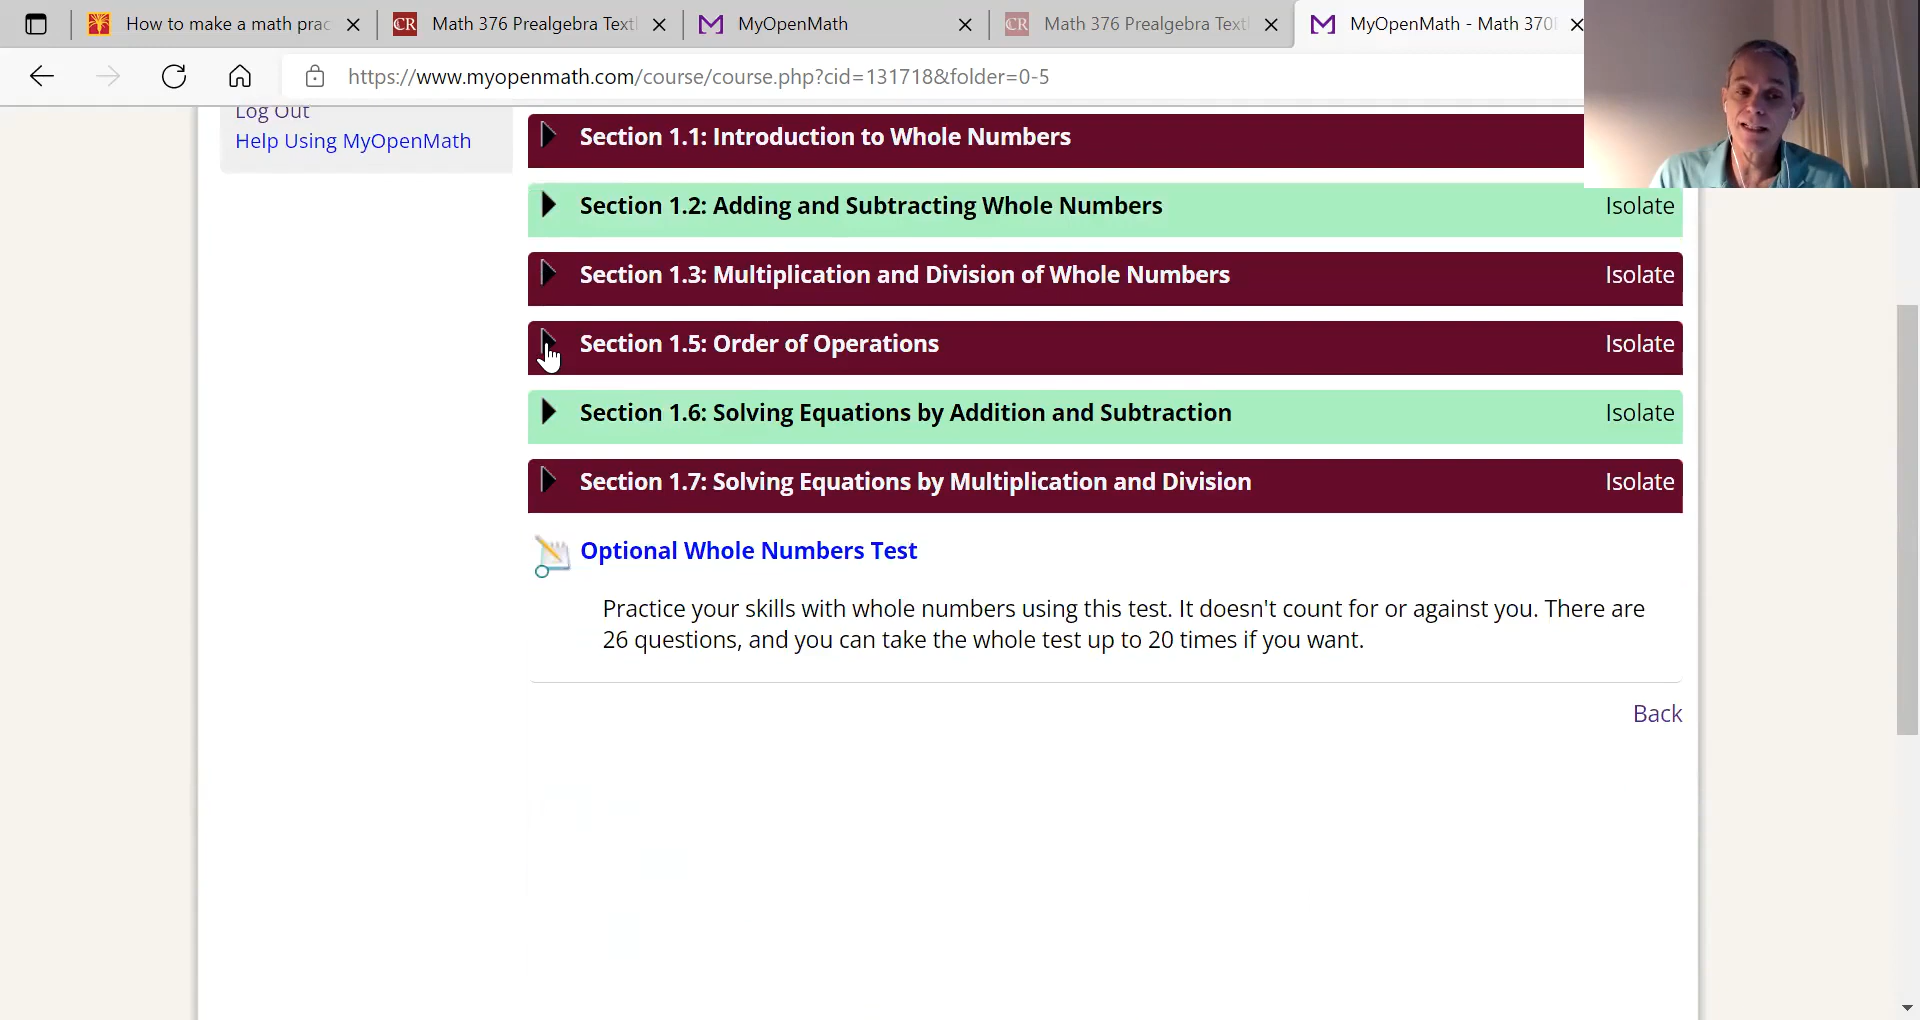 How to make a math prac
CR Math 376 Prealgebra Text
MyOpenMath
CR Math 376 Prealgebra Text
MyOpenMath - Math 370
https://www.myopenmath.com/course/course.php?cid=131718&folder=0-5
Log Out
Help Using MyOpenMath
Section 1.1: Introduction to Whole Numbers
Section 1.2: Adding and Subtracting Whole Numbers Isolate
Section 1.3: Multiplication and Division of Whole Numbers Isolate
Section 1.5: Order of Operations Isolate
Section 1.6: Solving Equations by Addition and Subtraction Isolate
Section 1.7: Solving Equations by Multiplication and Division Isolate
Optional Whole Numbers Test
Practice your skills with whole numbers using this test. It doesn't count for or against you. There are
26 questions, and you can take the whole test up to 20 times if you want.
Back